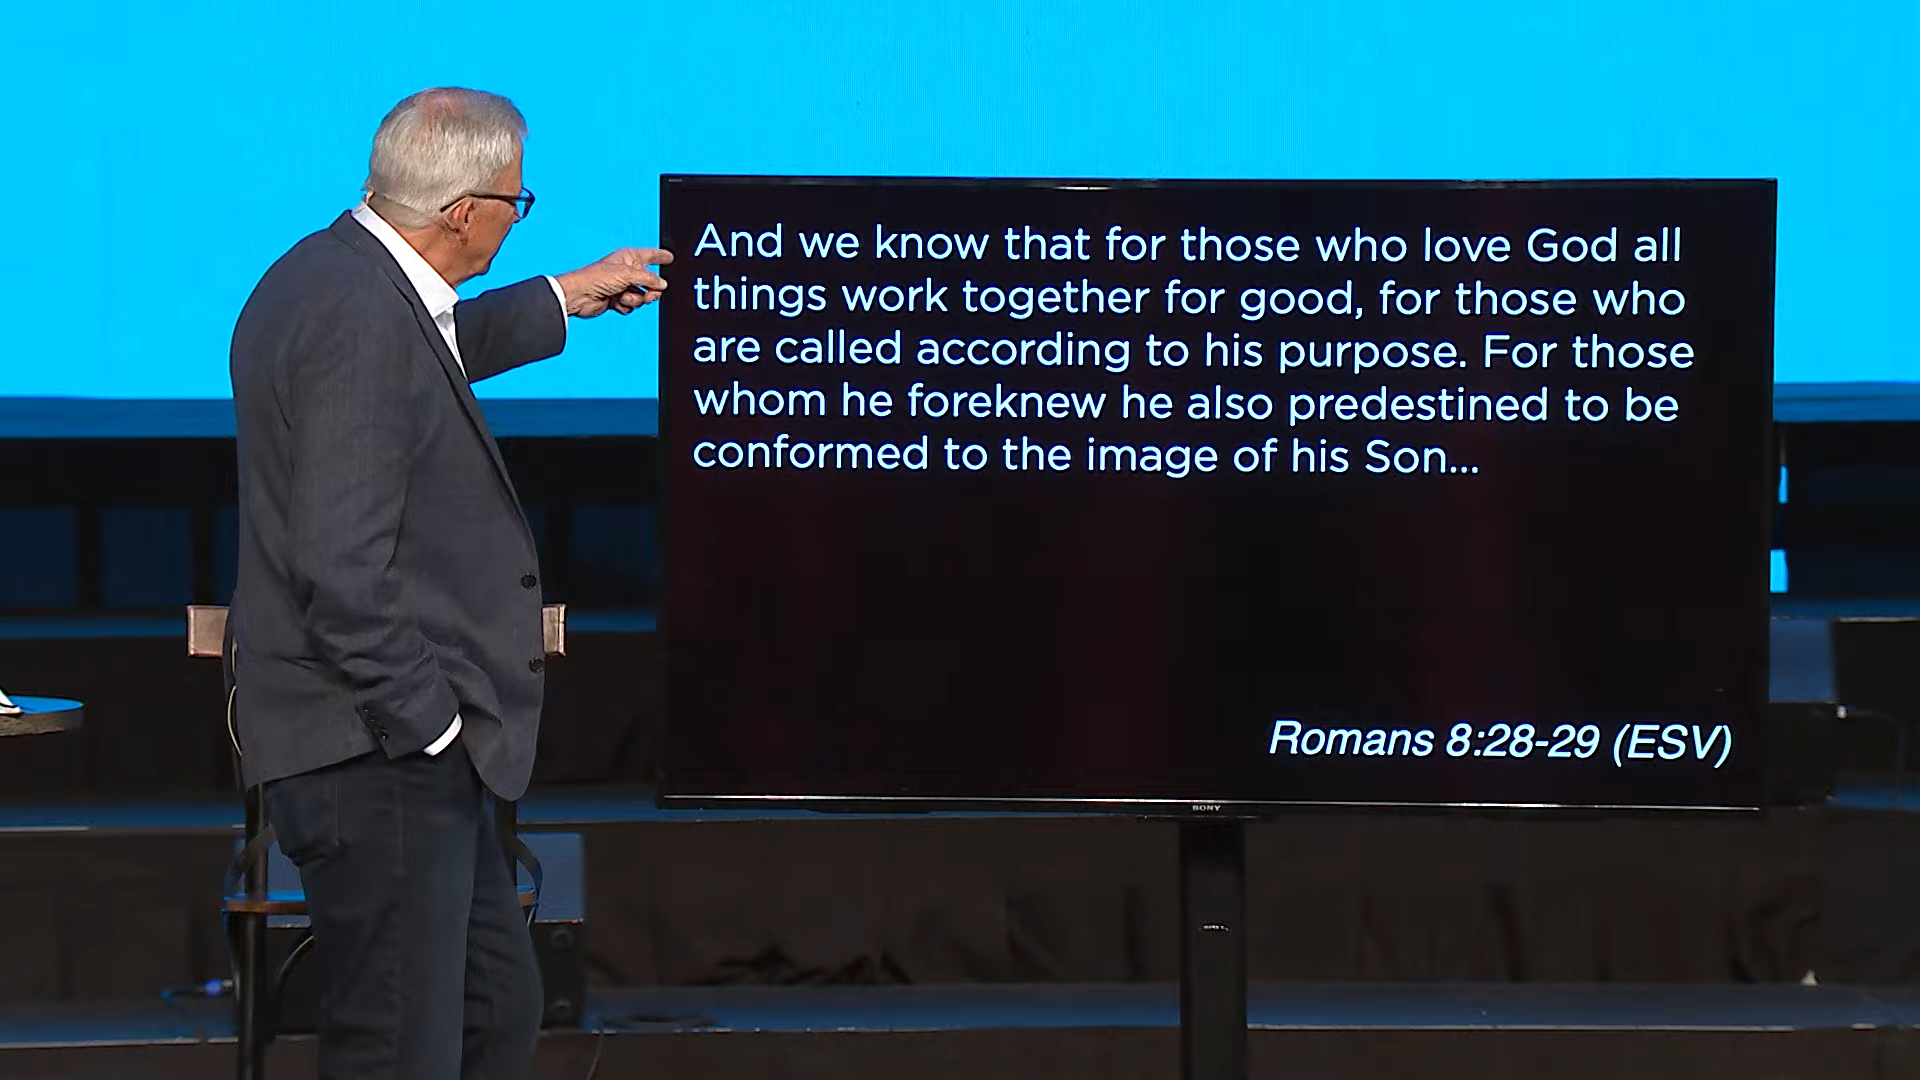 And we know that for those who love God all
things work together for good, for those who
are called according to his purpose. For those
whom he foreknew he also predestined to be
conformed to the image of his Son...
Romans 8:28-29 (ESV)
SONY